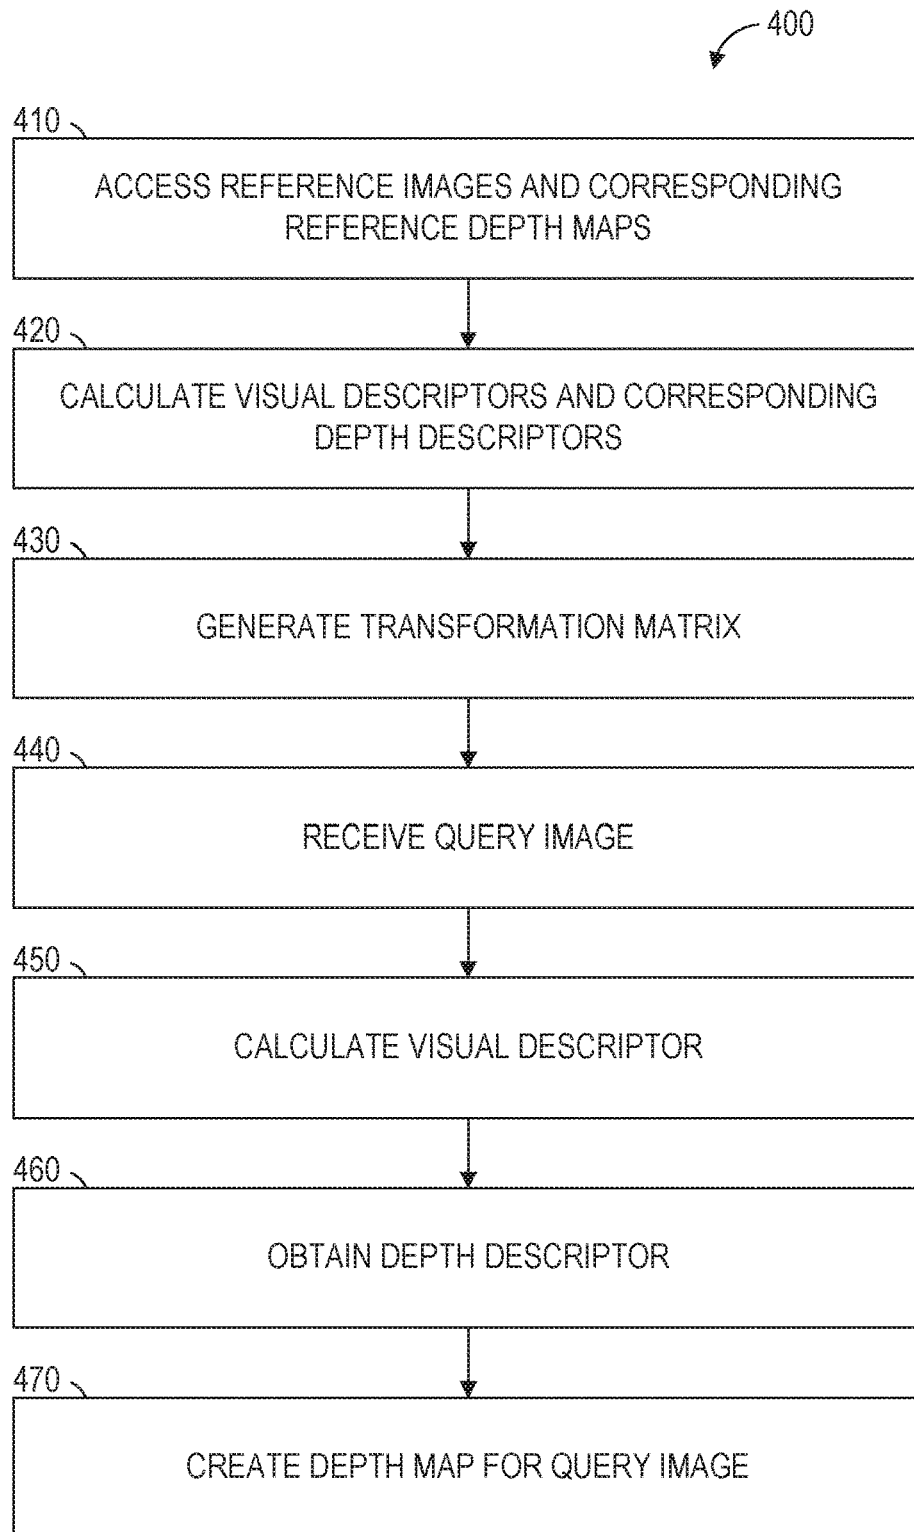 400
410
ACCESS REFERENCE IMAGES AND CORRESPONDING
REFERENCE DEPTH MAPS
420
CALCULATE VISUAL DESCRIPTORS AND CORRESPONDING
DEPTH DESCRIPTORS
430
GENERATE TRANSFORMATION MATRIX
440
RECEIVE QUERY IMAGE
450
CALCULATE VISUAL DESCRIPTOR
460
OBTAIN DEPTH DESCRIPTOR
470
CREATE DEPTH MAP FOR QUERY IMAGE